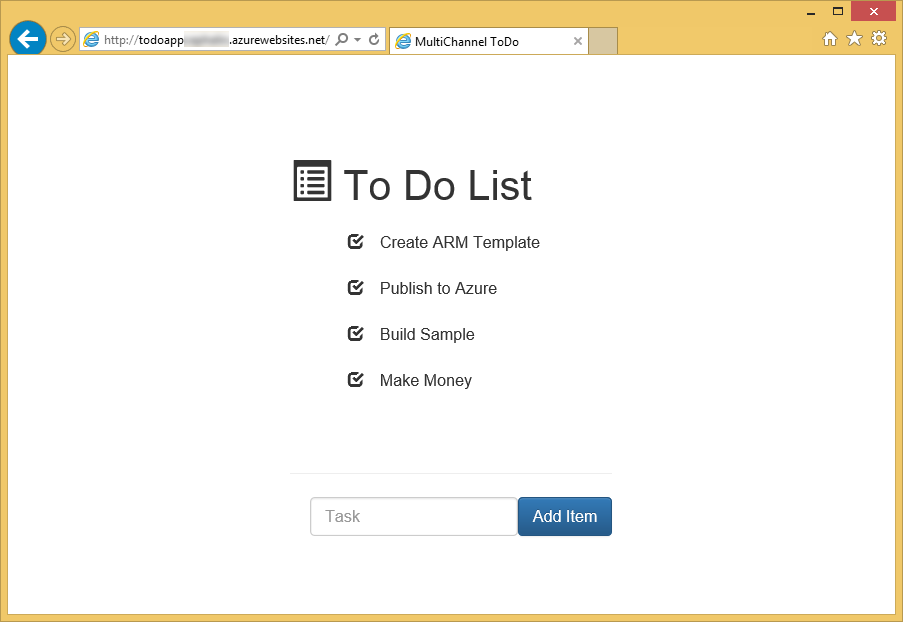 http://todoapp .azurewebsites.net/
MultiChannel ToDo
To Do List
Create ARM Template
Publish to Azure
Build Sample
Make Money
Task
Add Item